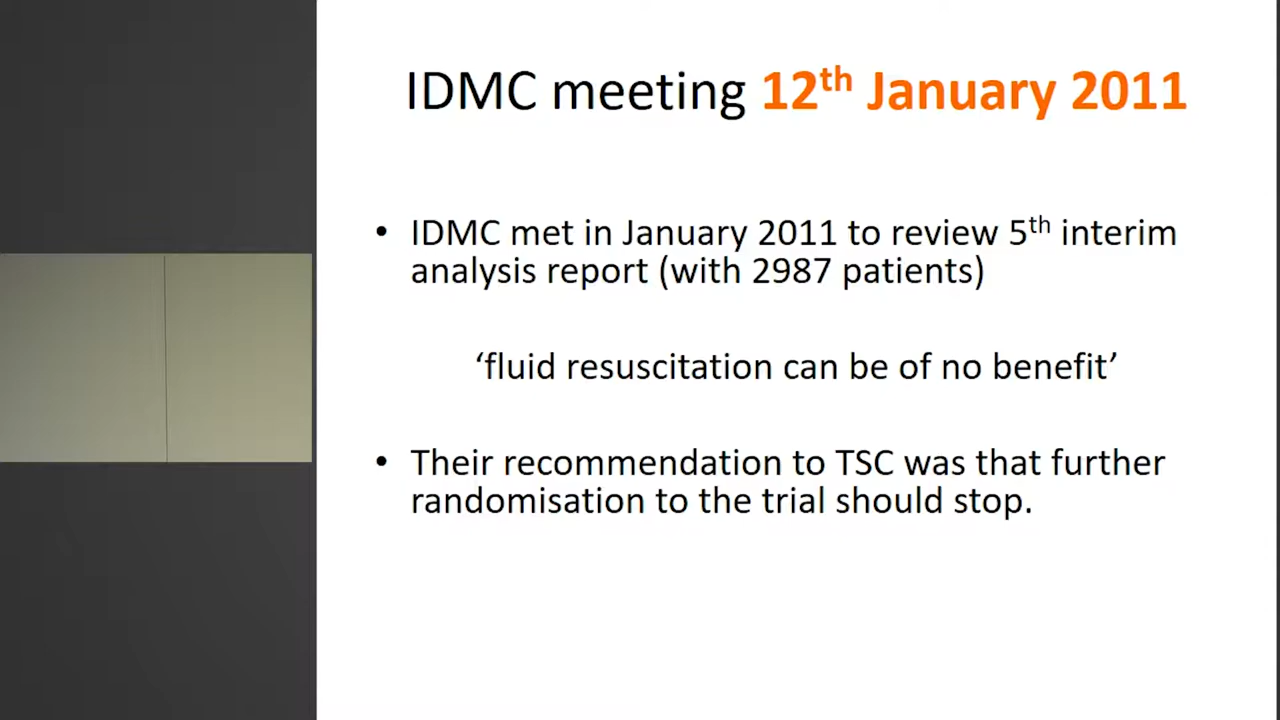 IDMC meeting 12th January 2011
• IDMC met in January 2011 to review 5th interim
analysis report (with 2987 patients)
‘fluid resuscitation can be of no benefit’
• Their recommendation to TSC was that further
randomisation to the trial should stop.